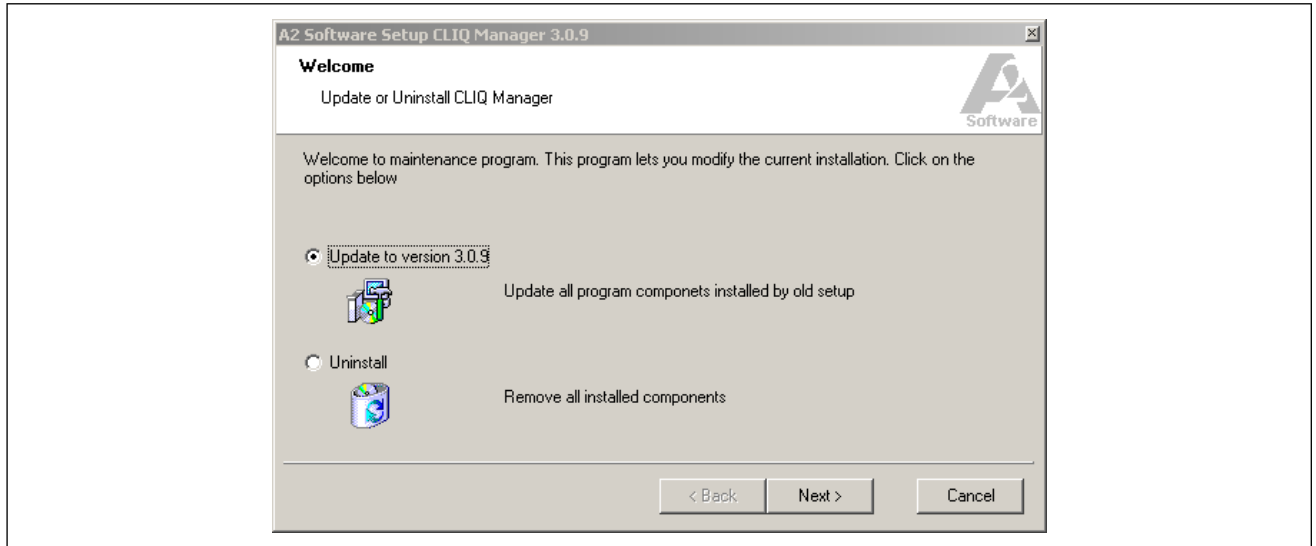 A2 Software Setup CLIQ Manager 3.0.9
Welcome
Update or Uninstall CLIQ Manager
Software
Welcome to maintenance program. This program lets you modify the current installation. Click on the
options below
Update to version 3.0.9
Update all program componets installed by old setup
Uninstall
Remove all installed components
< Back
Next >
Cancel